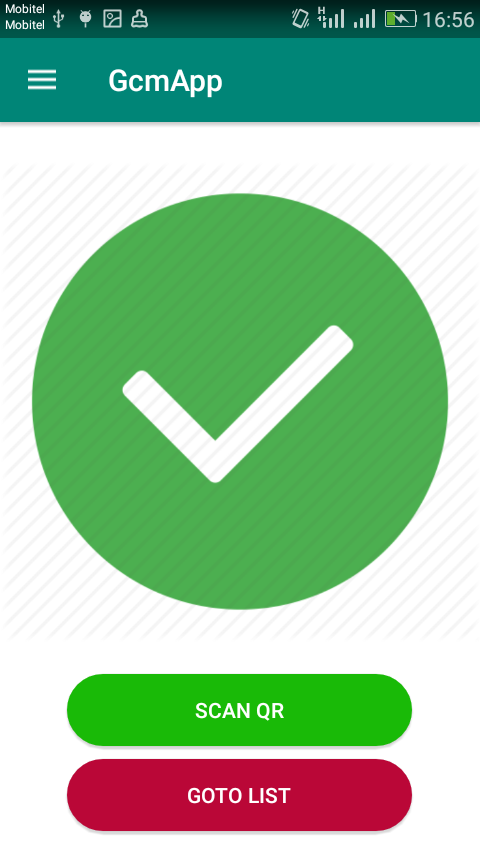 Mobitel
Mobitel
H
16:56
GcmApp
SCAN QR
GOTO LIST